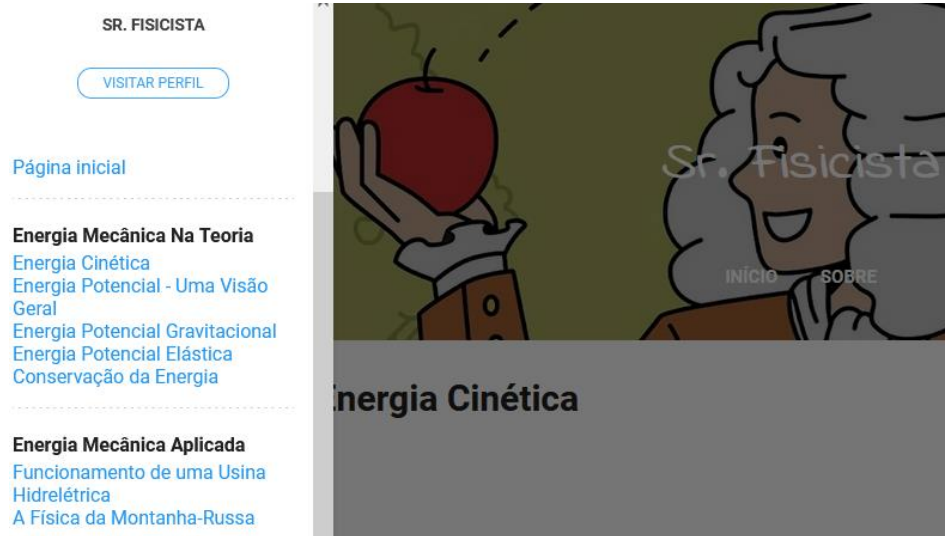 SR. FISICISTA
VISITAR PERFIL
Página inicial
Energia Mecânica Na Teoria
Energia Cinética
Energia Potencial - Uma Visão
Geral
Energia Potencial Gravitacional
Energia Potencial Elástica
Conservação da Energia
Energia Mecânica Aplicada
Funcionamento de uma Usina
Hidrelétrica
A Física da Montanha-Russa
Sr. Fisicista
INÍCIO SOBRE
Energia Cinética